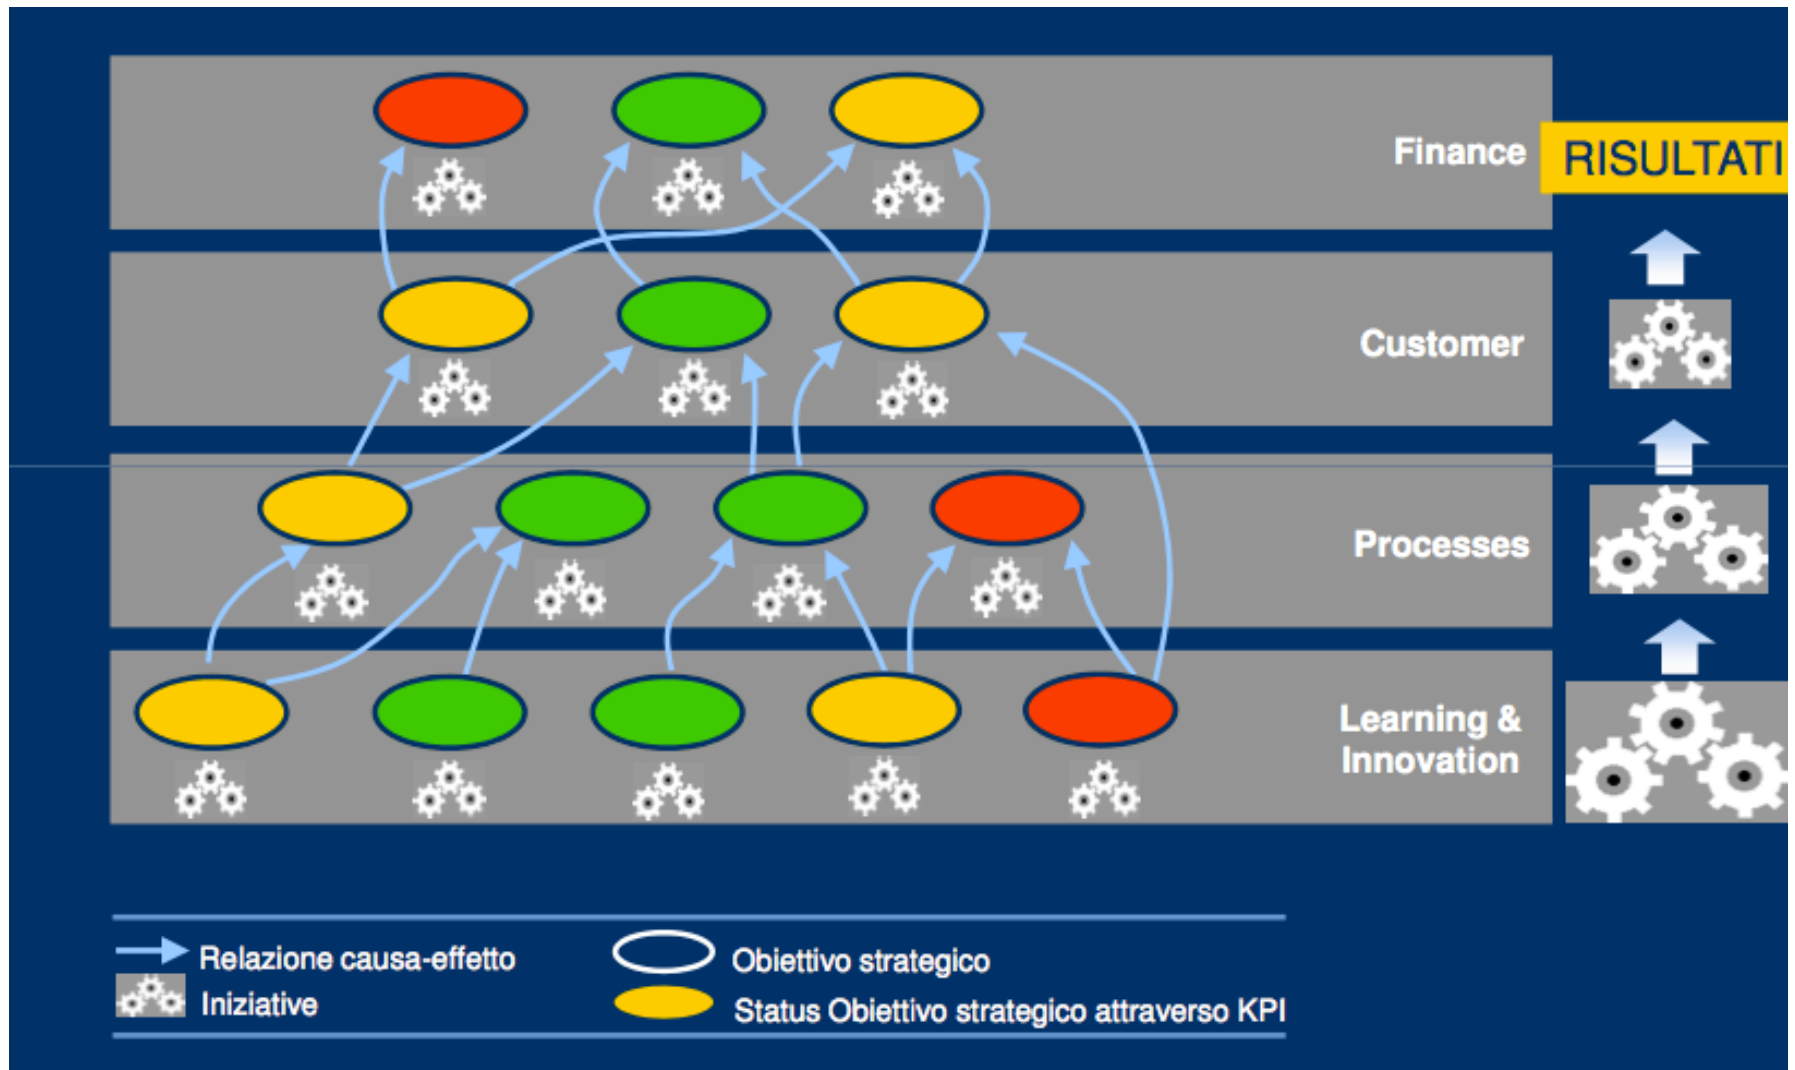 Finance
RISULTATI
Customer
Processes
Learning &
Innovation
Relazione causa-effetto
Obiettivo strategico
Iniziative
Status Obiettivo strategico attraverso KPI